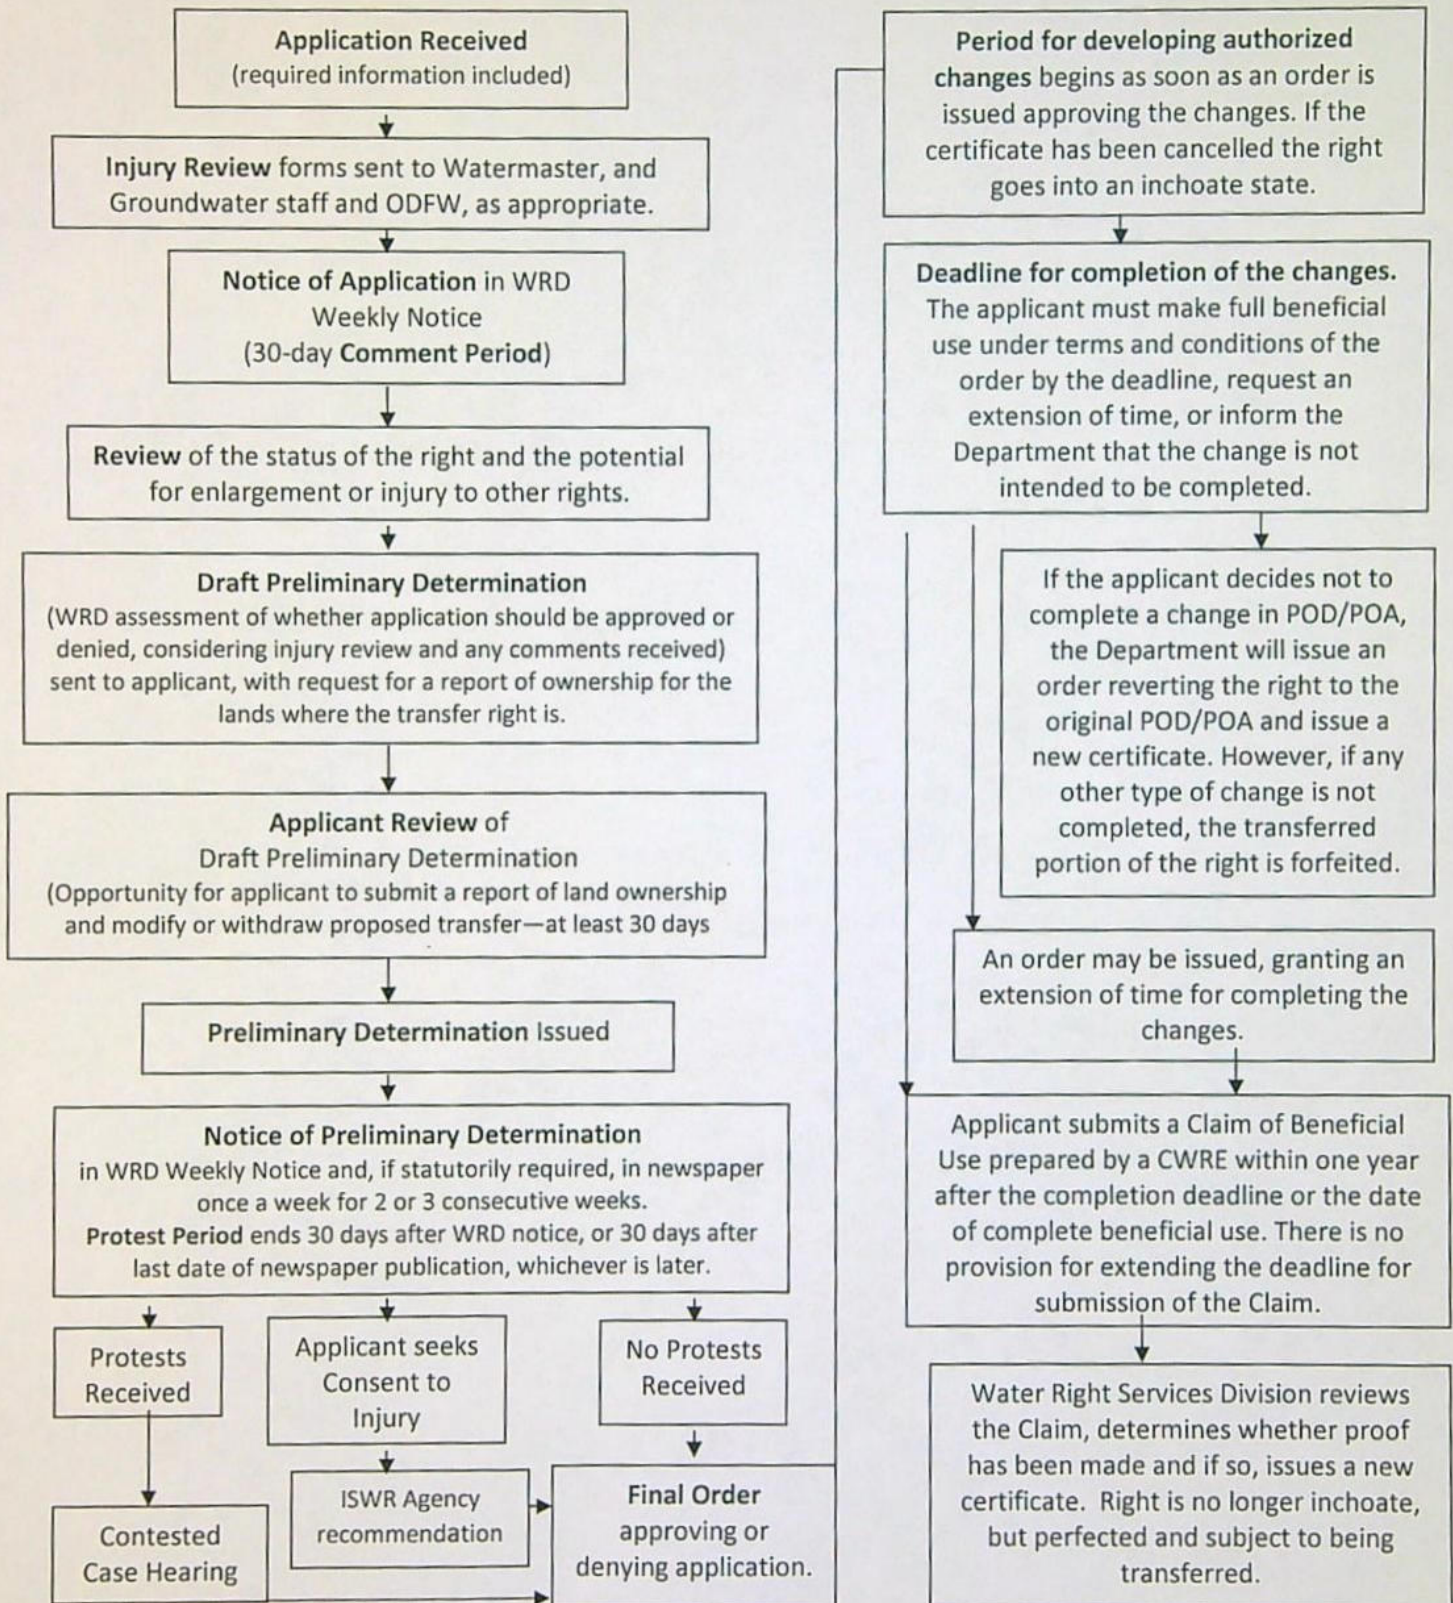 Application Received
(required information included)
Injury Review forms sent to Watermaster, and
Groundwater staff and ODFW, as appropriate.
Notice of Application in WRD
Weekly Notice
(30-day Comment Period)
Review of the status of the right and the potential
for enlargement or injury to other rights.
Draft Preliminary Determination
(WRD assessment of whether application should be approved or
denied, considering injury review and any comments received)
sent to applicant, with request for a report of ownership for the
lands where the transfer right is.
Applicant Review of
Draft Preliminary Determination
(Opportunity for applicant to submit a report of land ownership
and modify or withdraw proposed transfer—at least 30 days
Preliminary Determination Issued
Notice of Preliminary Determination
in WRD Weekly Notice and, if statutorily required, in newspaper
once a week for 2 or 3 consecutive weeks.
Protest Period ends 30 days after WRD notice, or 30 days after
last date of newspaper publication, whichever is later.
Protests
Received
Applicant seeks
Consent to
Injury
No Protests
Received
Contested
Case Hearing
ISWR Agency
recommendation
Final Order
approving or
denying application.
Period for developing authorized
changes begins as soon as an order is
issued approving the changes. If the
certificate has been cancelled the right
goes into an inchoate state.
Deadline for completion of the changes.
The applicant must make full beneficial
use under terms and conditions of the
order by the deadline, request an
extension of time, or inform the
Department that the change is not
intended to be completed.
If the applicant decides not to
complete a change in POD/POA,
the Department will issue an
order reverting the right to the
original POD/POA and issue a
new certificate. However, if any
other type of change is not
completed, the transferred
portion of the right is forfeited.
An order may be issued, granting an
extension of time for completing the
changes.
Applicant submits a Claim of Beneficial
Use prepared by a CWRE within one year
after the completion deadline or the date
of complete beneficial use. There is no
provision for extending the deadline for
submission of the Claim.
Water Right Services Division reviews
the Claim, determines whether proof
has been made and if so, issues a new
certificate. Right is no longer inchoate,
but perfected and subject to being
transferred.